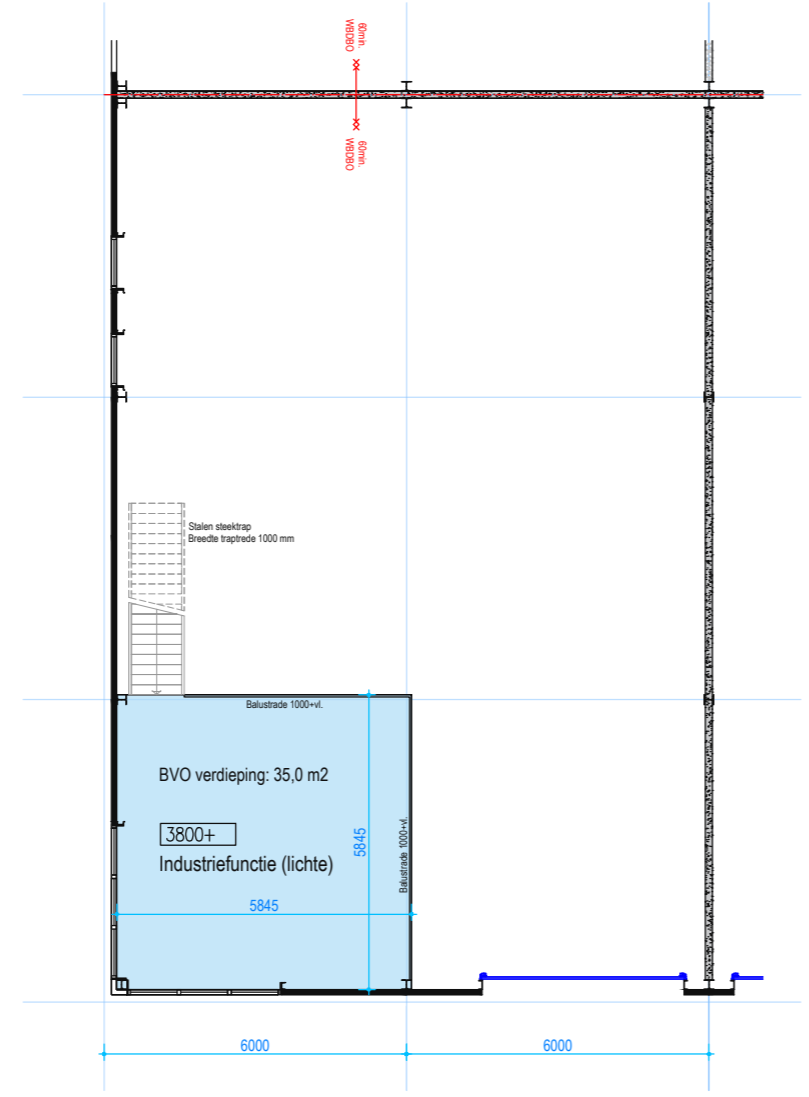 60min.
WBDBO
60min.
WBDBO
Stalen steektrap
Breedte traptrede 1000 mm
Balustrade 1000+vl.
BVO verdieping: 35,0 m2
3800+
Industriefunctie (lichte)
5845
Balustrade 1000+vl.
5845
6000
6000